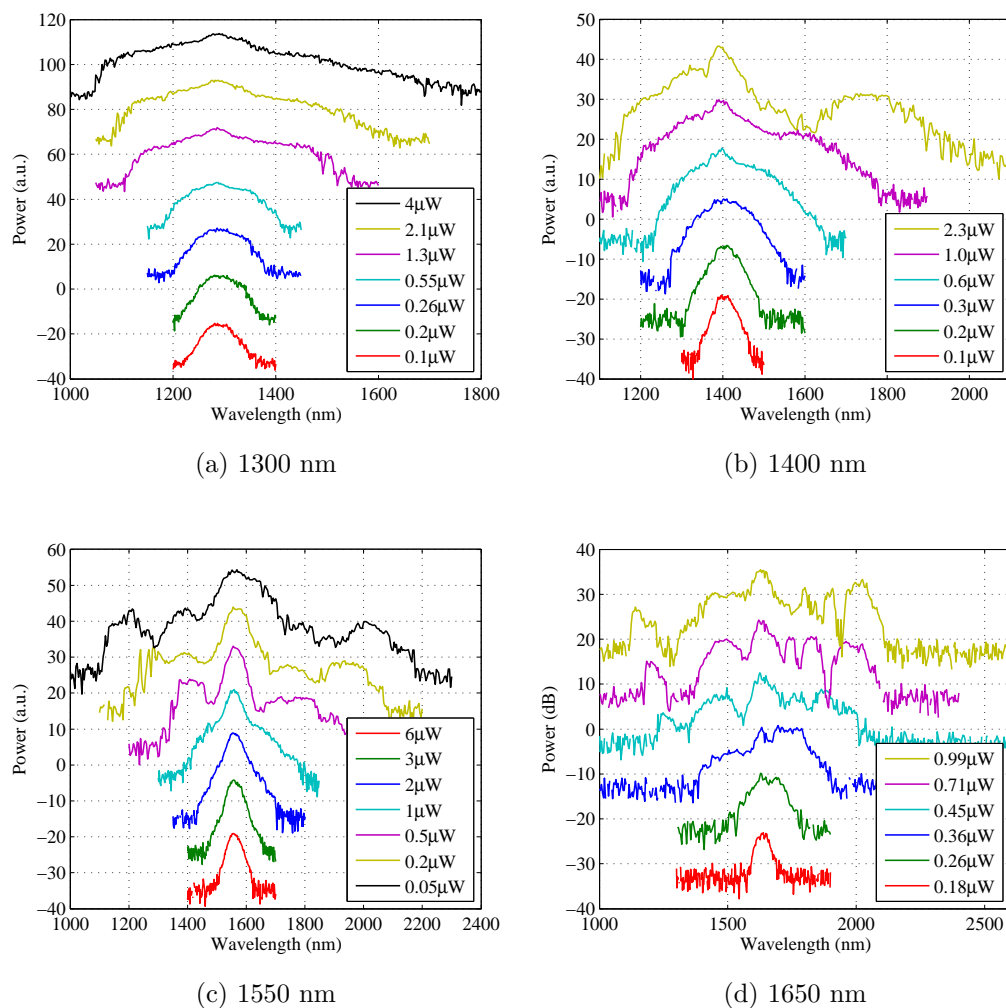 120
100
80
60
40
20
0
−20
−40
Power (a.u.)
4µW
2.1µW
1.3µW
0.55µW
0.26µW
0.2µW
0.1µW
1000 1200 1400 1600 1800
Wavelength (nm)
(a) 1300 nm
50
40
30
20
10
0
−10
−20
−30
−40
Power (a.u.)
2.3µW
1.0µW
0.6µW
0.3µW
0.2µW
0.1µW
1200 1400 1600 1800 2000
Wavelength (nm)
(b) 1400 nm
60
50
40
30
20
10
0
−10
−20
−30
−40
Power (a.u.)
6µW
3µW
2µW
1µW
0.5µW
0.2µW
0.05µW
1000 1200 1400 1600 1800 2000 2200 2400
Wavelength (nm)
(c) 1550 nm
40
30
20
10
0
−10
−20
−30
−40
Power (dB)
0.99µW
0.71µW
0.45µW
0.36µW
0.26µW
0.18µW
1000 1500 2000 2500
Wavelength (nm)
(d) 1650 nm